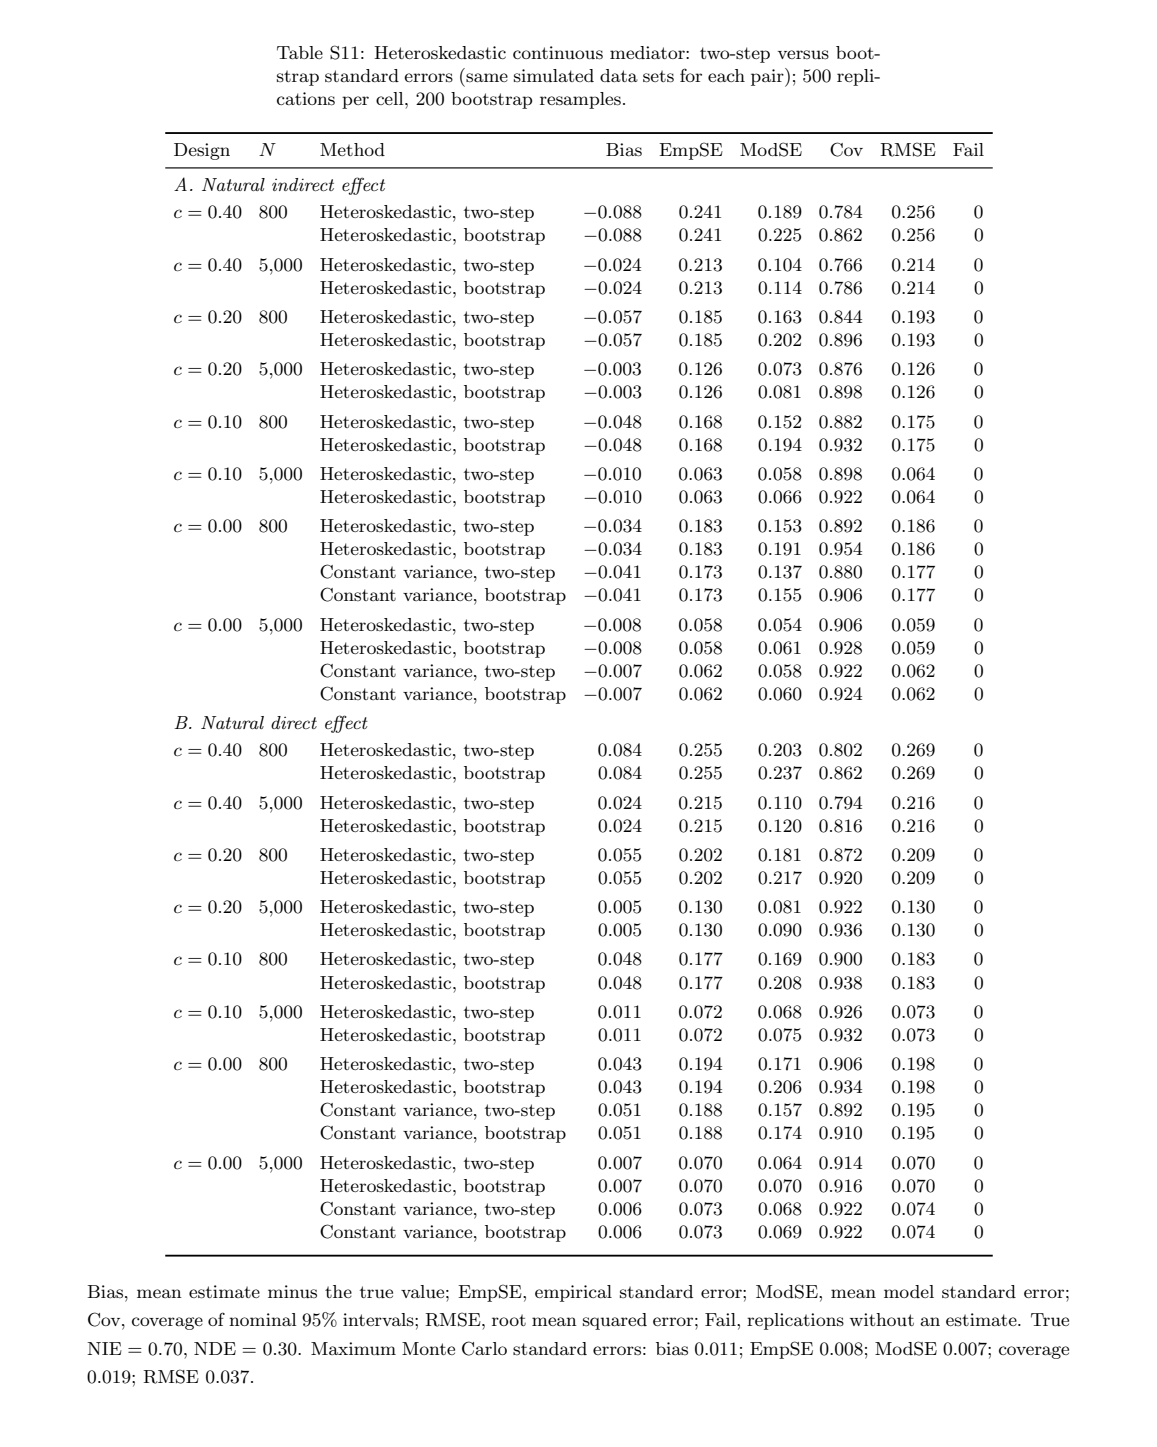 Table S11: Heteroskedastic continuous mediator: two-step versus boot-
strap standard errors (same simulated data sets for each pair); 500 repli-
cations per cell, 200 bootstrap resamples.
Design N Method Bias EmpSE ModSE Cov RMSE Fail
A. Natural indirect effect
c = 0.40 800 Heteroskedastic, two-step −0.088 0.241 0.189 0.784 0.256 0
Heteroskedastic, bootstrap −0.088 0.241 0.225 0.862 0.256 0
c = 0.40 5,000 Heteroskedastic, two-step −0.024 0.213 0.104 0.766 0.214 0
Heteroskedastic, bootstrap −0.024 0.213 0.114 0.786 0.214 0
c = 0.20 800 Heteroskedastic, two-step −0.057 0.185 0.163 0.844 0.193 0
Heteroskedastic, bootstrap −0.057 0.185 0.202 0.896 0.193 0
c = 0.20 5,000 Heteroskedastic, two-step −0.003 0.126 0.073 0.876 0.126 0
Heteroskedastic, bootstrap −0.003 0.126 0.081 0.898 0.126 0
c = 0.10 800 Heteroskedastic, two-step −0.048 0.168 0.152 0.882 0.175 0
Heteroskedastic, bootstrap −0.048 0.168 0.194 0.932 0.175 0
c = 0.10 5,000 Heteroskedastic, two-step −0.010 0.063 0.058 0.898 0.064 0
Heteroskedastic, bootstrap −0.010 0.063 0.066 0.922 0.064 0
c = 0.00 800 Heteroskedastic, two-step −0.034 0.183 0.153 0.892 0.186 0
Heteroskedastic, bootstrap −0.034 0.183 0.191 0.954 0.186 0
Constant variance, two-step −0.041 0.173 0.137 0.880 0.177 0
Constant variance, bootstrap −0.041 0.173 0.155 0.906 0.177 0
c = 0.00 5,000 Heteroskedastic, two-step −0.008 0.058 0.054 0.906 0.059 0
Heteroskedastic, bootstrap −0.008 0.058 0.061 0.928 0.059 0
Constant variance, two-step −0.007 0.062 0.058 0.922 0.062 0
Constant variance, bootstrap −0.007 0.062 0.060 0.924 0.062 0
B. Natural direct effect
c = 0.40 800 Heteroskedastic, two-step 0.084 0.255 0.203 0.802 0.269 0
Heteroskedastic, bootstrap 0.084 0.255 0.237 0.862 0.269 0
c = 0.40 5,000 Heteroskedastic, two-step 0.024 0.215 0.110 0.794 0.216 0
Heteroskedastic, bootstrap 0.024 0.215 0.120 0.816 0.216 0
c = 0.20 800 Heteroskedastic, two-step 0.055 0.202 0.181 0.872 0.209 0
Heteroskedastic, bootstrap 0.055 0.202 0.217 0.920 0.209 0
c = 0.20 5,000 Heteroskedastic, two-step 0.005 0.130 0.081 0.922 0.130 0
Heteroskedastic, bootstrap 0.005 0.130 0.090 0.936 0.130 0
c = 0.10 800 Heteroskedastic, two-step 0.048 0.177 0.169 0.900 0.183 0
Heteroskedastic, bootstrap 0.048 0.177 0.208 0.938 0.183 0
c = 0.10 5,000 Heteroskedastic, two-step 0.011 0.072 0.068 0.926 0.073 0
Heteroskedastic, bootstrap 0.011 0.072 0.075 0.932 0.073 0
c = 0.00 800 Heteroskedastic, two-step 0.043 0.194 0.171 0.906 0.198 0
Heteroskedastic, bootstrap 0.043 0.194 0.206 0.934 0.198 0
Constant variance, two-step 0.051 0.188 0.157 0.892 0.195 0
Constant variance, bootstrap 0.051 0.188 0.174 0.910 0.195 0
c = 0.00 5,000 Heteroskedastic, two-step 0.007 0.070 0.064 0.914 0.070 0
Heteroskedastic, bootstrap 0.007 0.070 0.070 0.916 0.070 0
Constant variance, two-step 0.006 0.073 0.068 0.922 0.074 0
Constant variance, bootstrap 0.006 0.073 0.069 0.922 0.074 0
Bias, mean estimate minus the true value; EmpSE, empirical standard error; ModSE, mean model standard error;
Cov, coverage of nominal 95% intervals; RMSE, root mean squared error; Fail, replications without an estimate. True
NIE = 0.70, NDE = 0.30. Maximum Monte Carlo standard errors: bias 0.011; EmpSE 0.008; ModSE 0.007; coverage
0.019; RMSE 0.037.